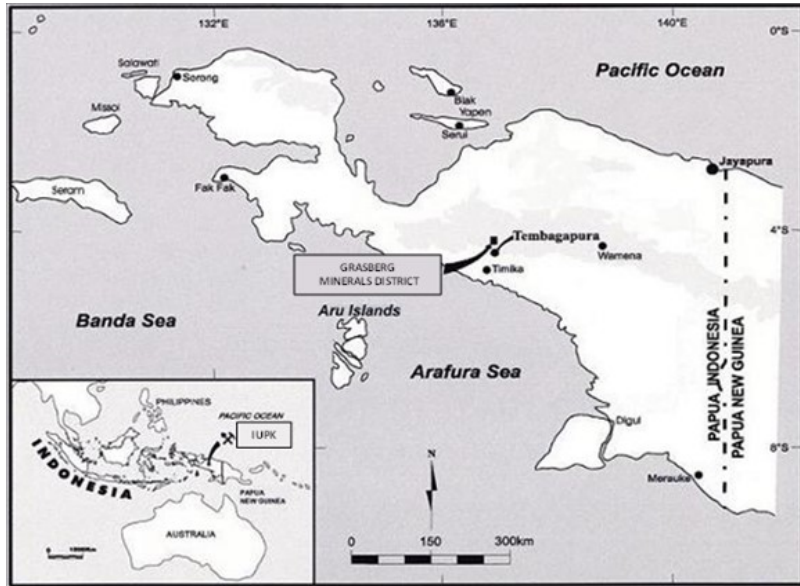 132°E
136°E
140°E
0°S
Salawati
Sorong
Pacific Ocean
Misool
Biak
Yapen
Serui
Jayapura
Seram
Fak Fak
4°S
Tembagapura
Wamena
GRASBERG
MINERALS DISTRICT
Timika
Aru Islands
Banda Sea
Arafura Sea
PAPUA, INDONESIA
PAPUA NEW GUINEA
Digul
8°S
Merauke
N
0 150 300km
PHILIPPINES
PACIFIC OCEAN
IUPK
INDONESIA
PAPUA
NEW GUINEA
AUSTRALIA